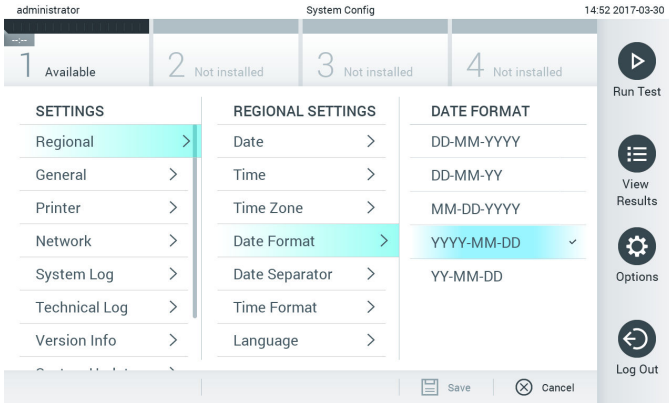 administrator System Config 14:52 2017-03-30
--:--
1 Available 2 Not installed 3 Not installed 4 Not installed
Run Test
SETTINGS REGIONAL SETTINGS DATE FORMAT
Regional Date DD-MM-YYYY
General Time DD-MM-YY
View
Results
Printer Time Zone MM-DD-YYYY
Network Date Format YYYY-MM-DD
System Log Date Separator YY-MM-DD
Options
Technical Log Time Format
Version Info Language
Log Out
Save Cancel